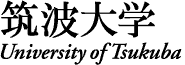 筑波大学
University of Tsukuba